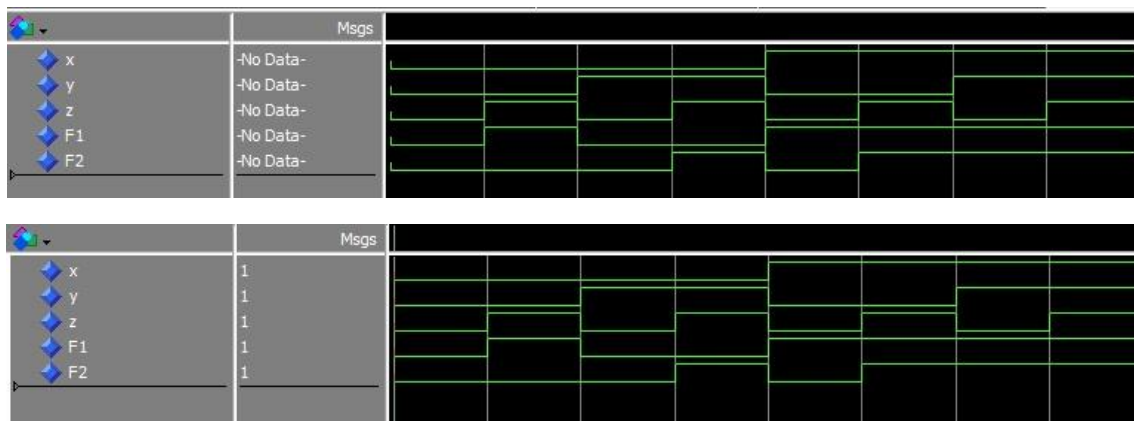 Msgs
x -No Data-
y -No Data-
z -No Data-
F1 -No Data-
F2 -No Data-
Msgs
x 1
y 1
z 1
F1 1
F2 1